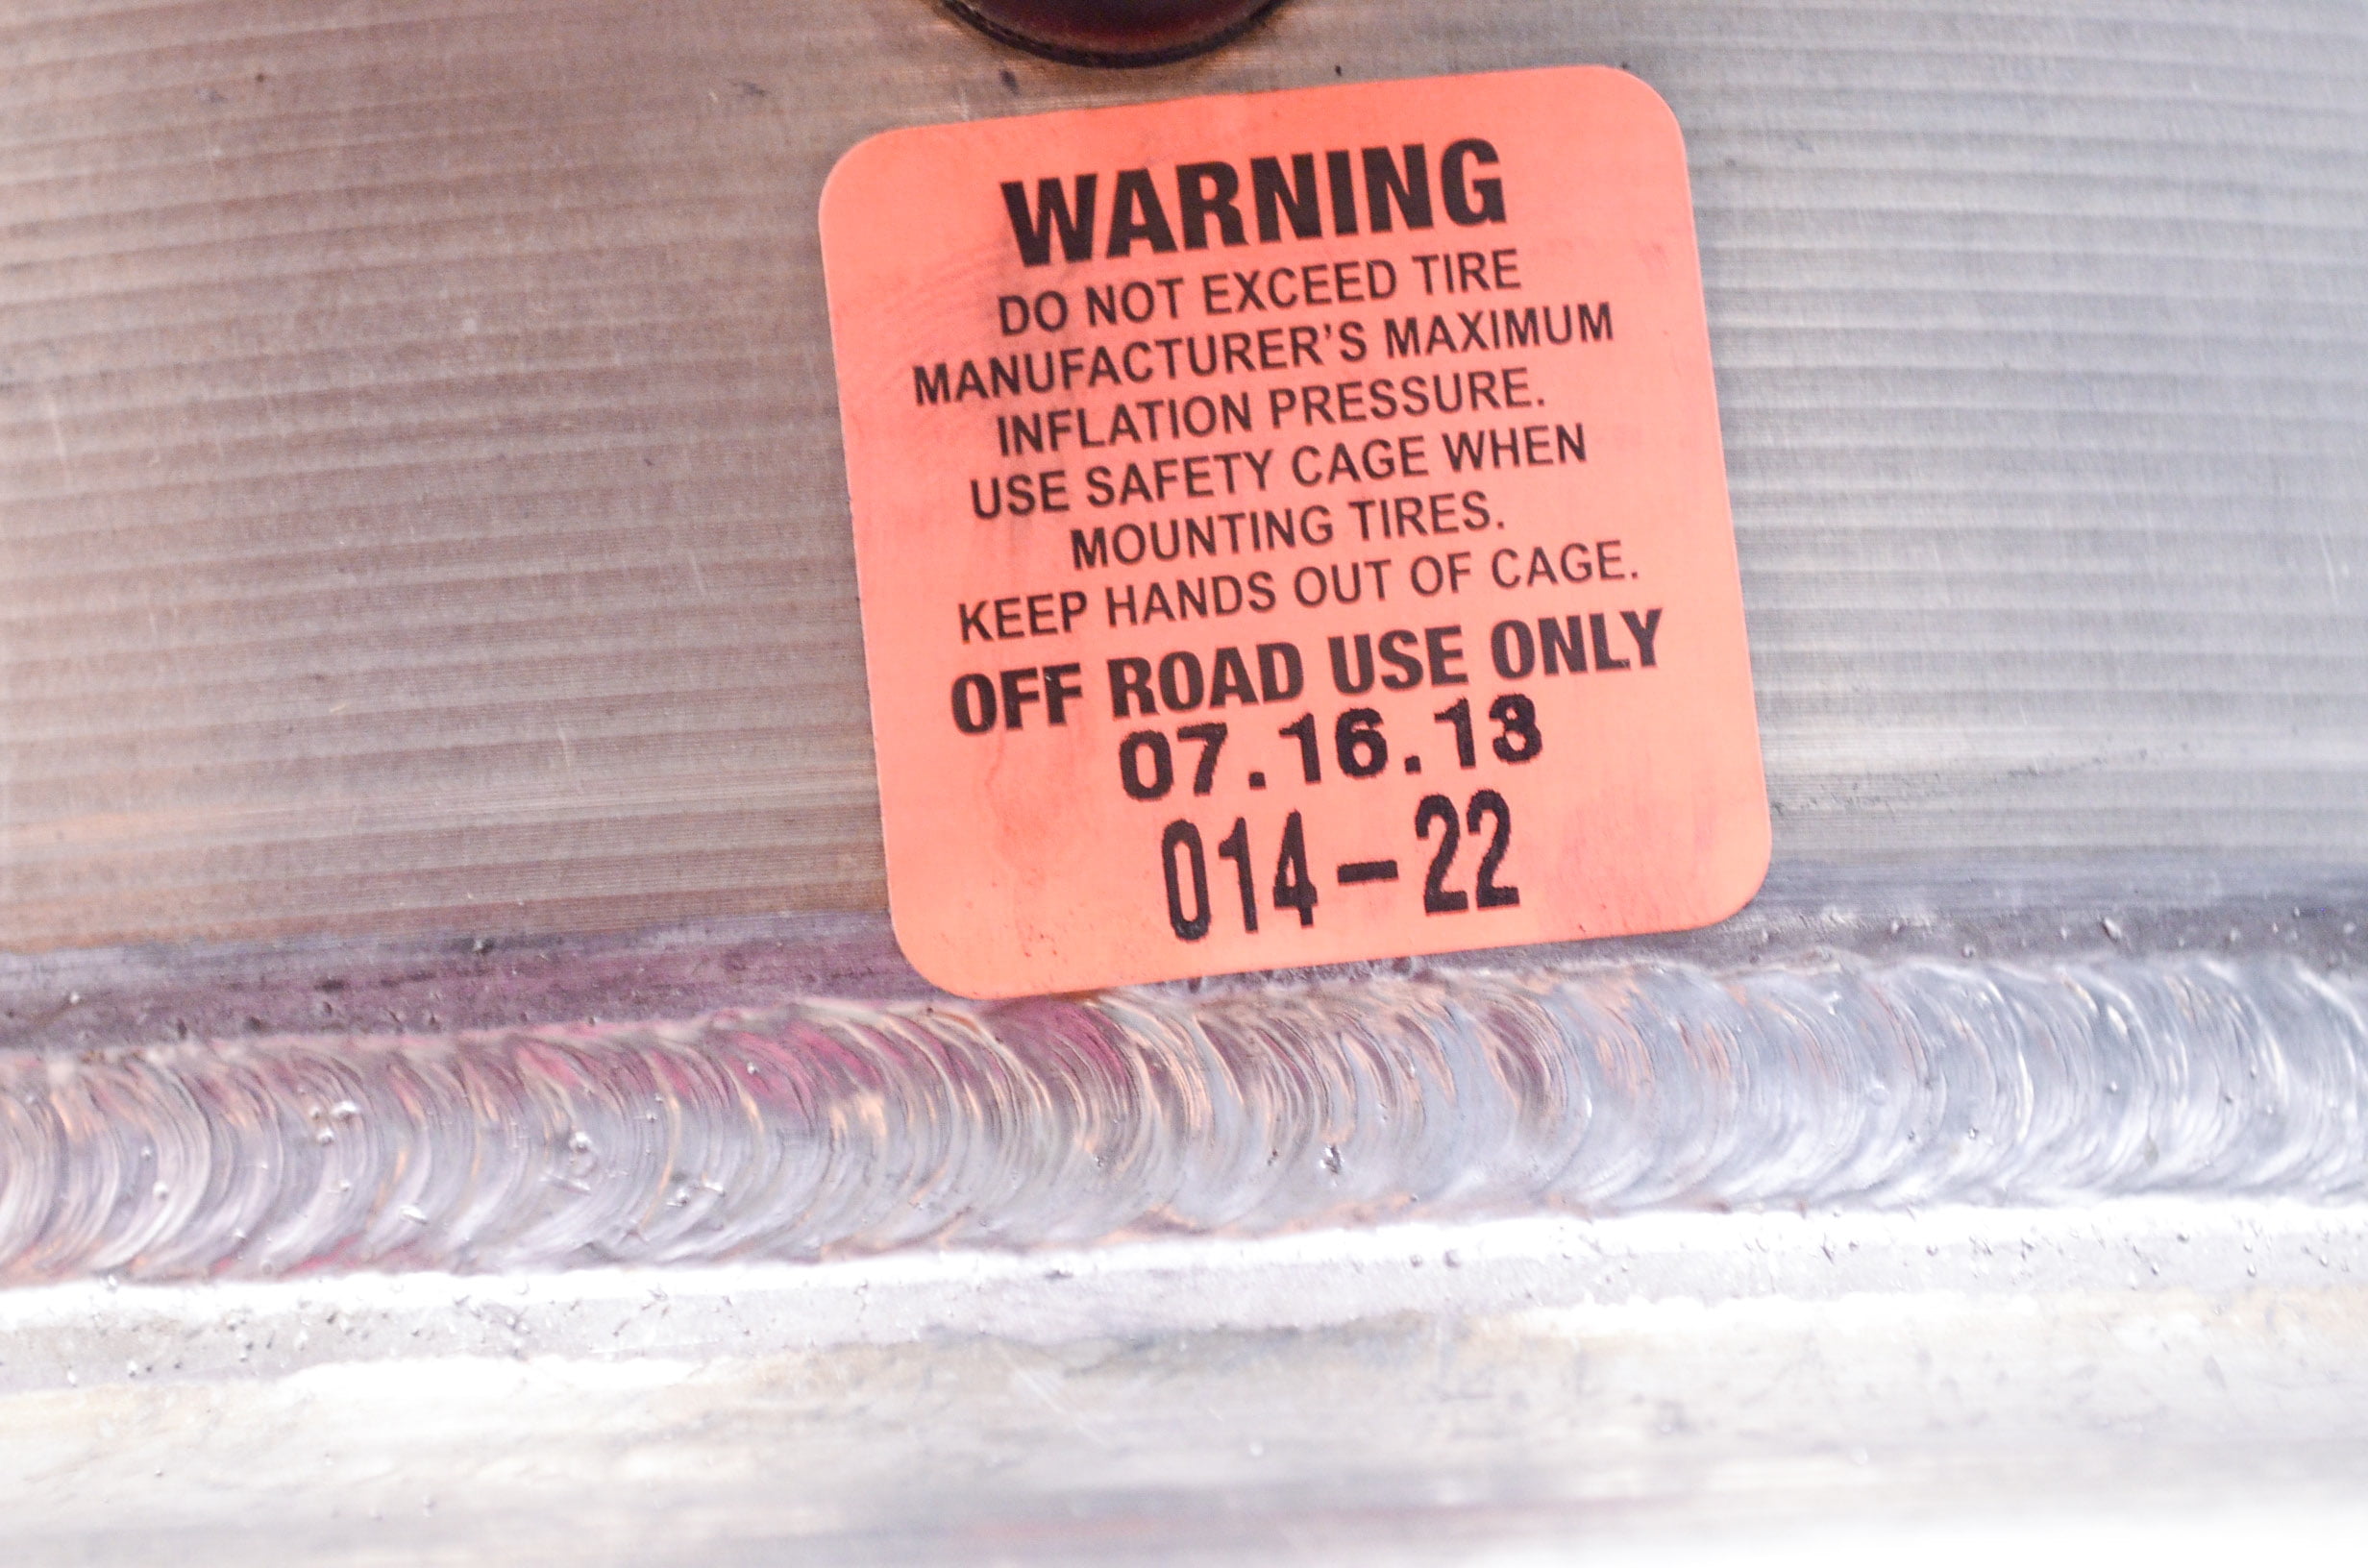 WARNING
DO NOT EXCEED TIRE
MANUFACTURER'S MAXIMUM
INFLATION PRESSURE.
USE SAFETY CAGE WHEN
MOUNTING TIRES.
KEEP HANDS OUT OF CAGE.
OFF ROAD USE ONLY
07.16.13
014-22